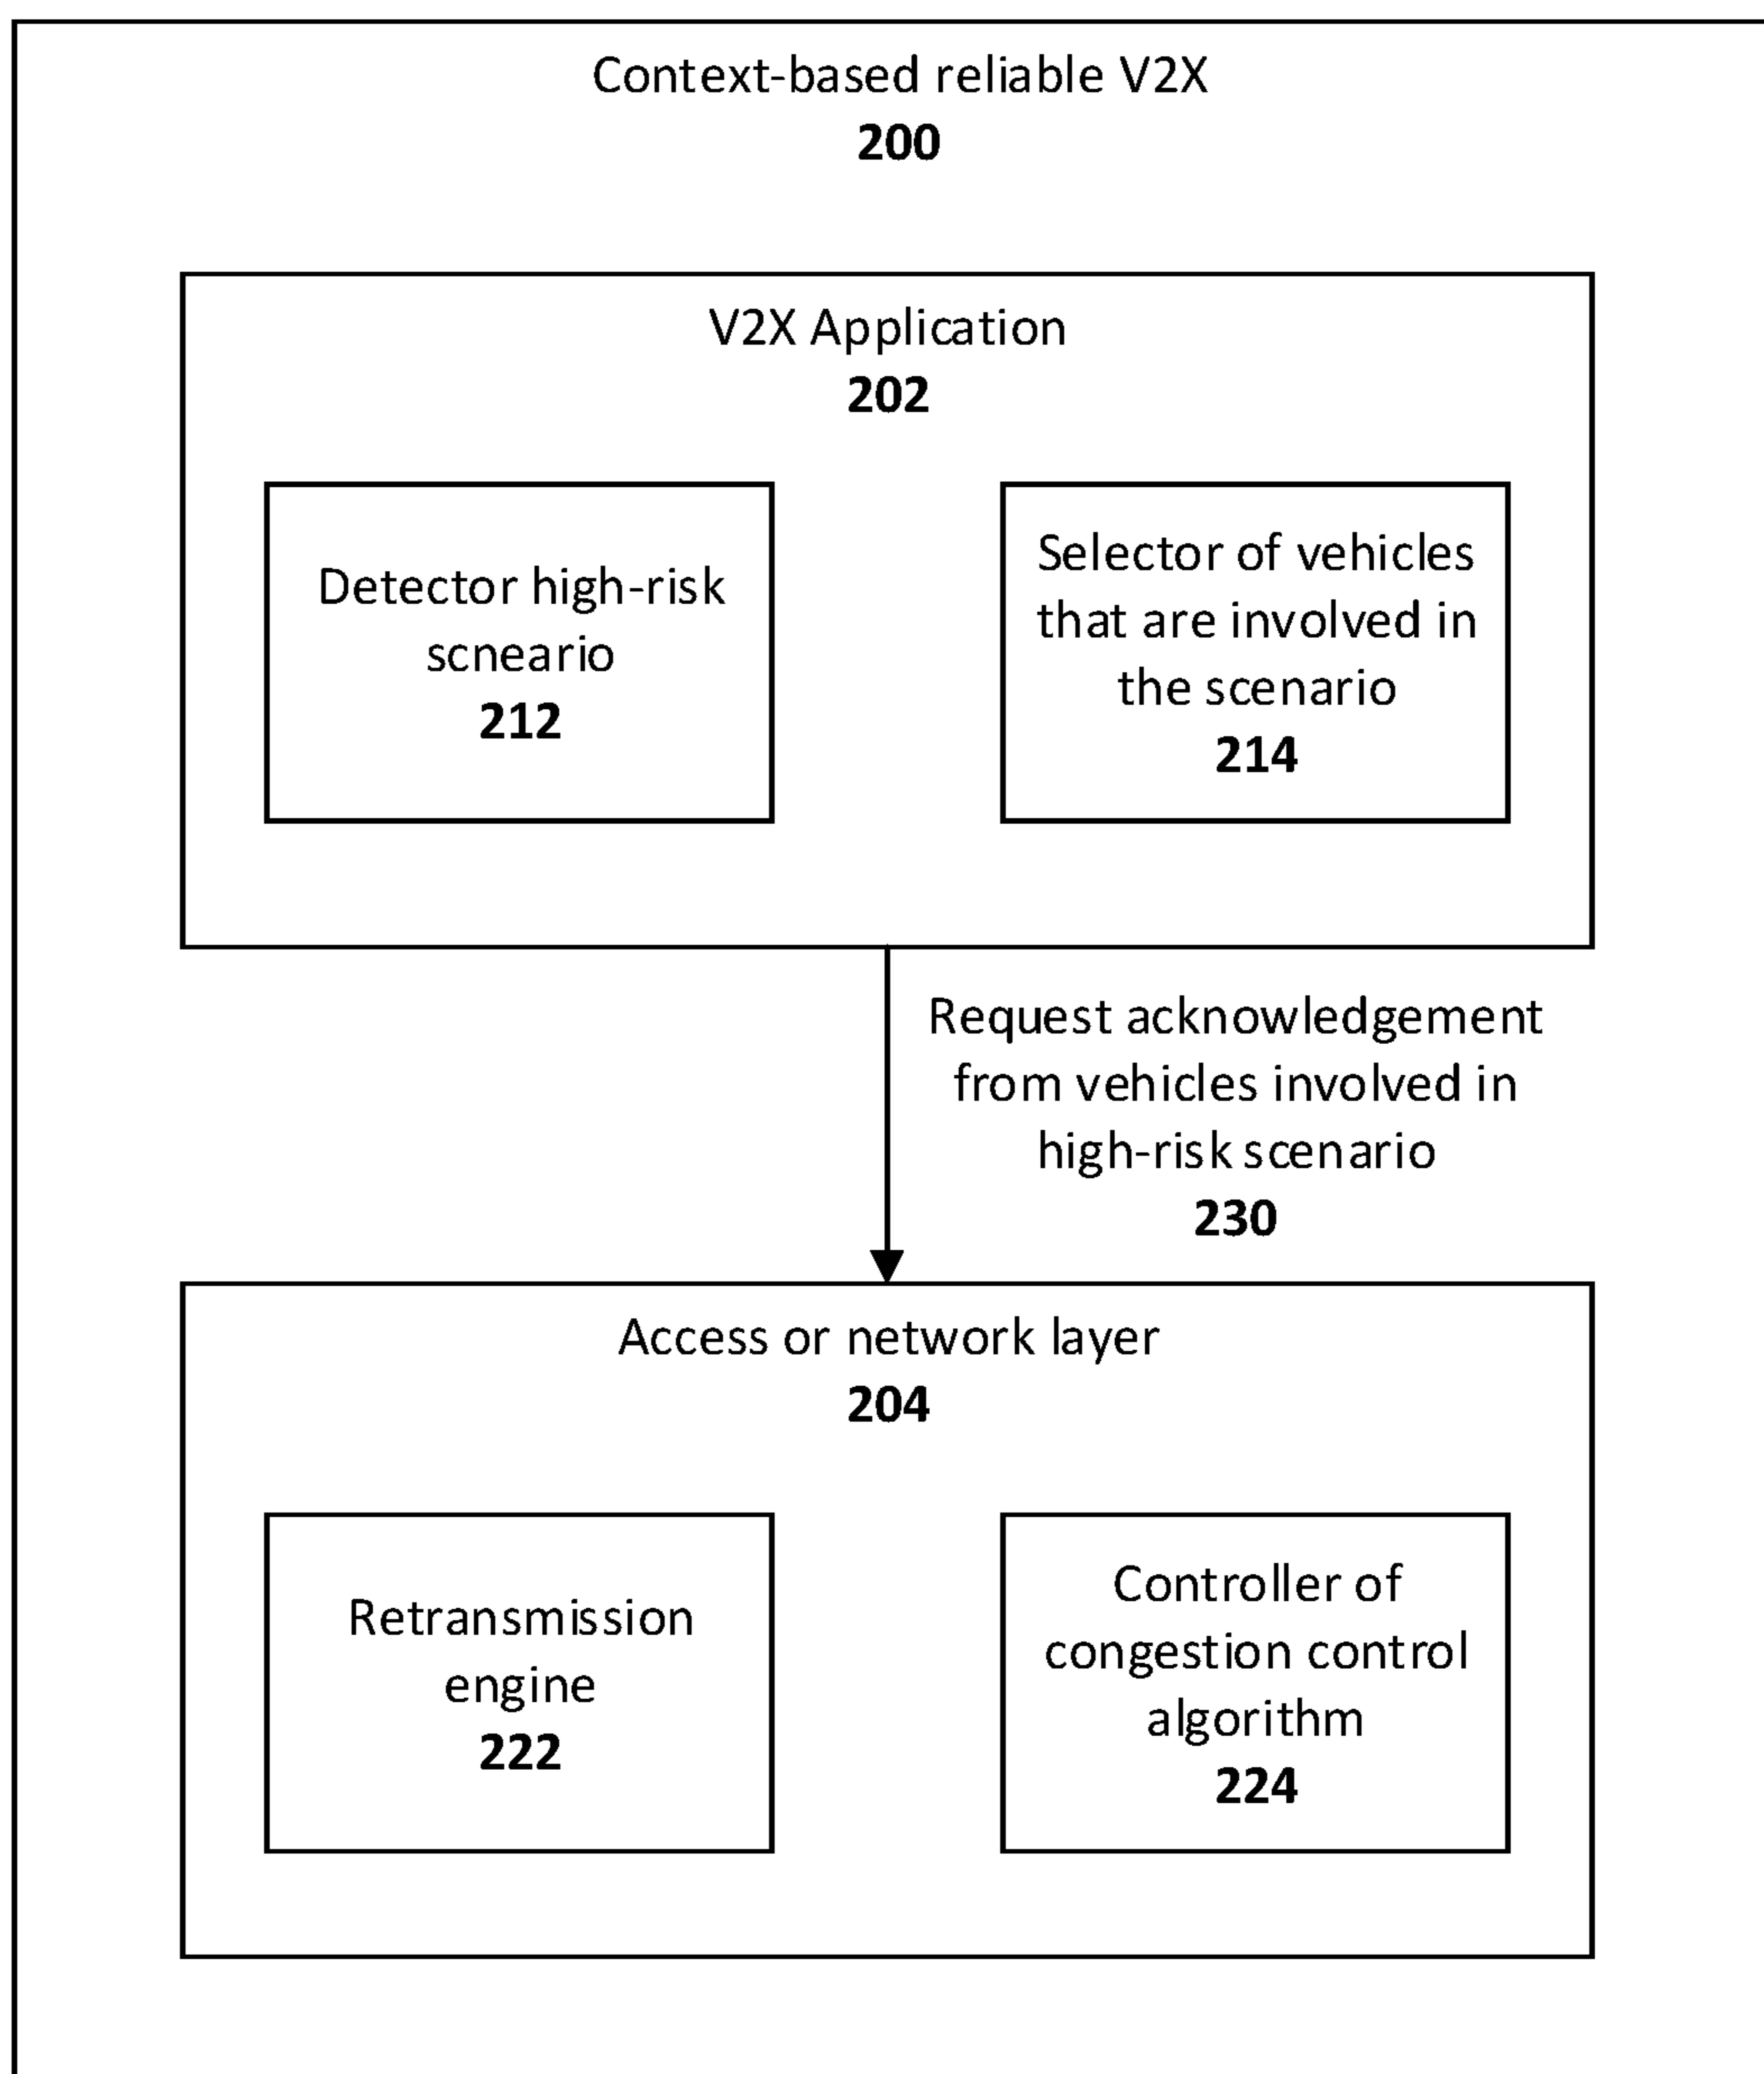 Context-based reliable V2X
200
V2X Application
202
Detector high-risk
scneario
212
Selector of vehicles
that are involved in
the scenario
214
Request acknowledgement
from vehicles involved in
high-risk scenario
230
Access or network layer
204
Retransmission
engine
222
Controller of
congestion control
algorithm
224